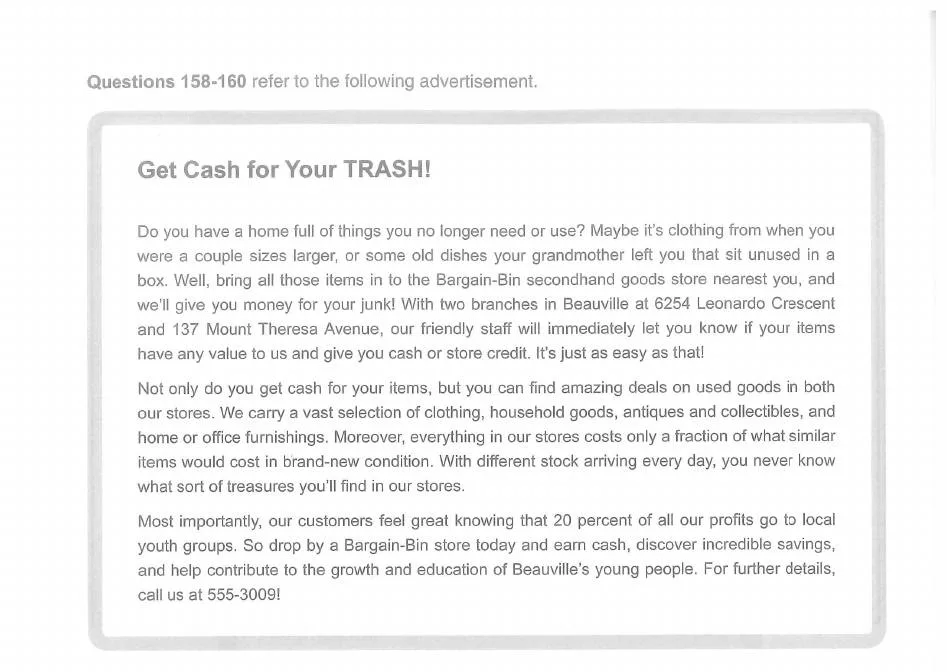 Questions 158-160 refer to the following advertisement.
Get Cash for Your TRASH!
Do you have a home full of things you no longer need or use? Maybe it's clothing from when you
were a couple sizes larger, or some old dishes your grandmother left you that sit unused in a
box. Well, bring all those items in to the Bargain-Bin secondhand goods store nearest you, and
we'll give you money for your junk! With two branches in Beauville at 6254 Leonardo Crescent
and 137 Mount Theresa Avenue, our friendly staff will immediately let you know if your items
have any value to us and give you cash or store credit. It's just as easy as that!
Not only do you get cash for your items, but you can find amazing deals on used goods in both
our stores. We carry a vast selection of clothing, household goods, antiques and collectibles, and
home or office furnishings. Moreover, everything in our stores costs only a fraction of what similar
items would cost in brand-new condition. With different stock arriving every day, you never know
what sort of treasures you'll find in our stores.
Most importantly, our customers feel great knowing that 20 percent of all our profits go to local
youth groups. So drop by a Bargain-Bin store today and earn cash, discover incredible savings,
and help contribute to the growth and education of Beauville's young people. For further details,
call us at 555-3009!